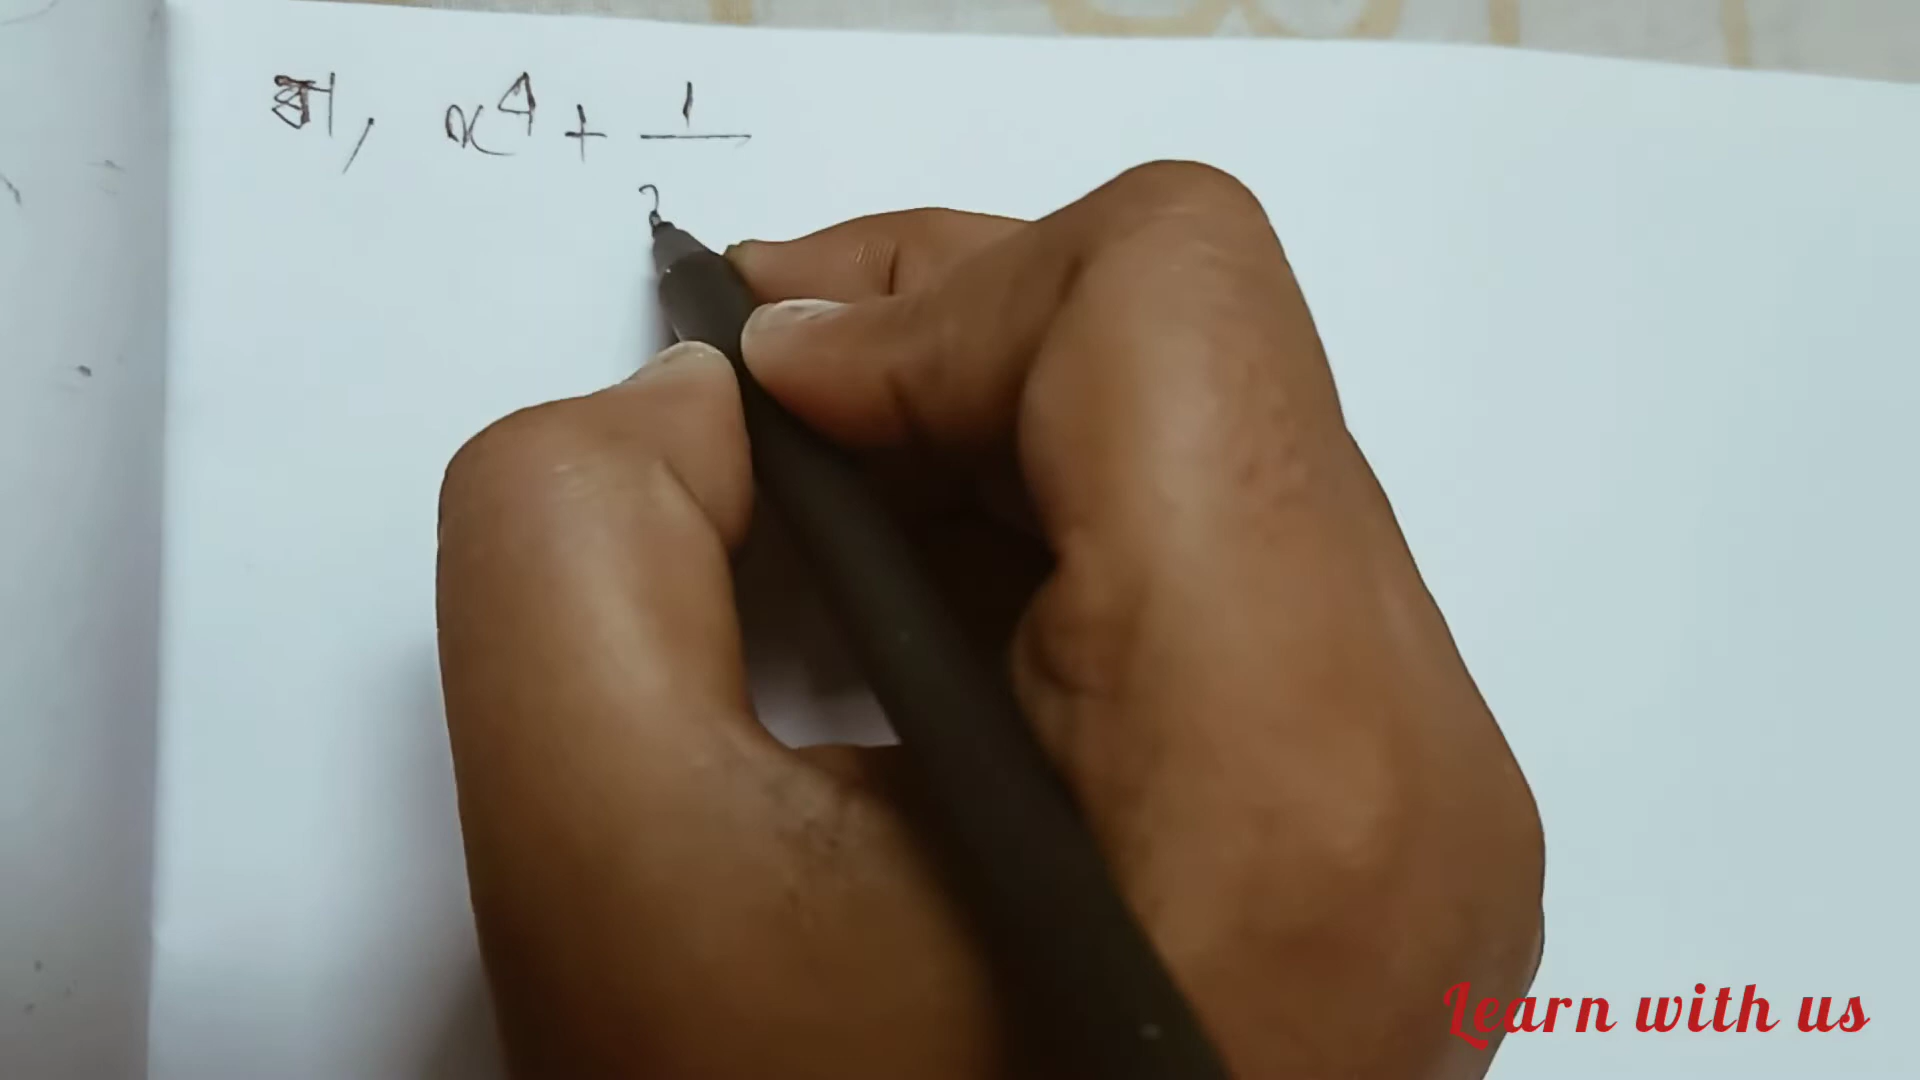 x⁴ + 1/
Learn with us